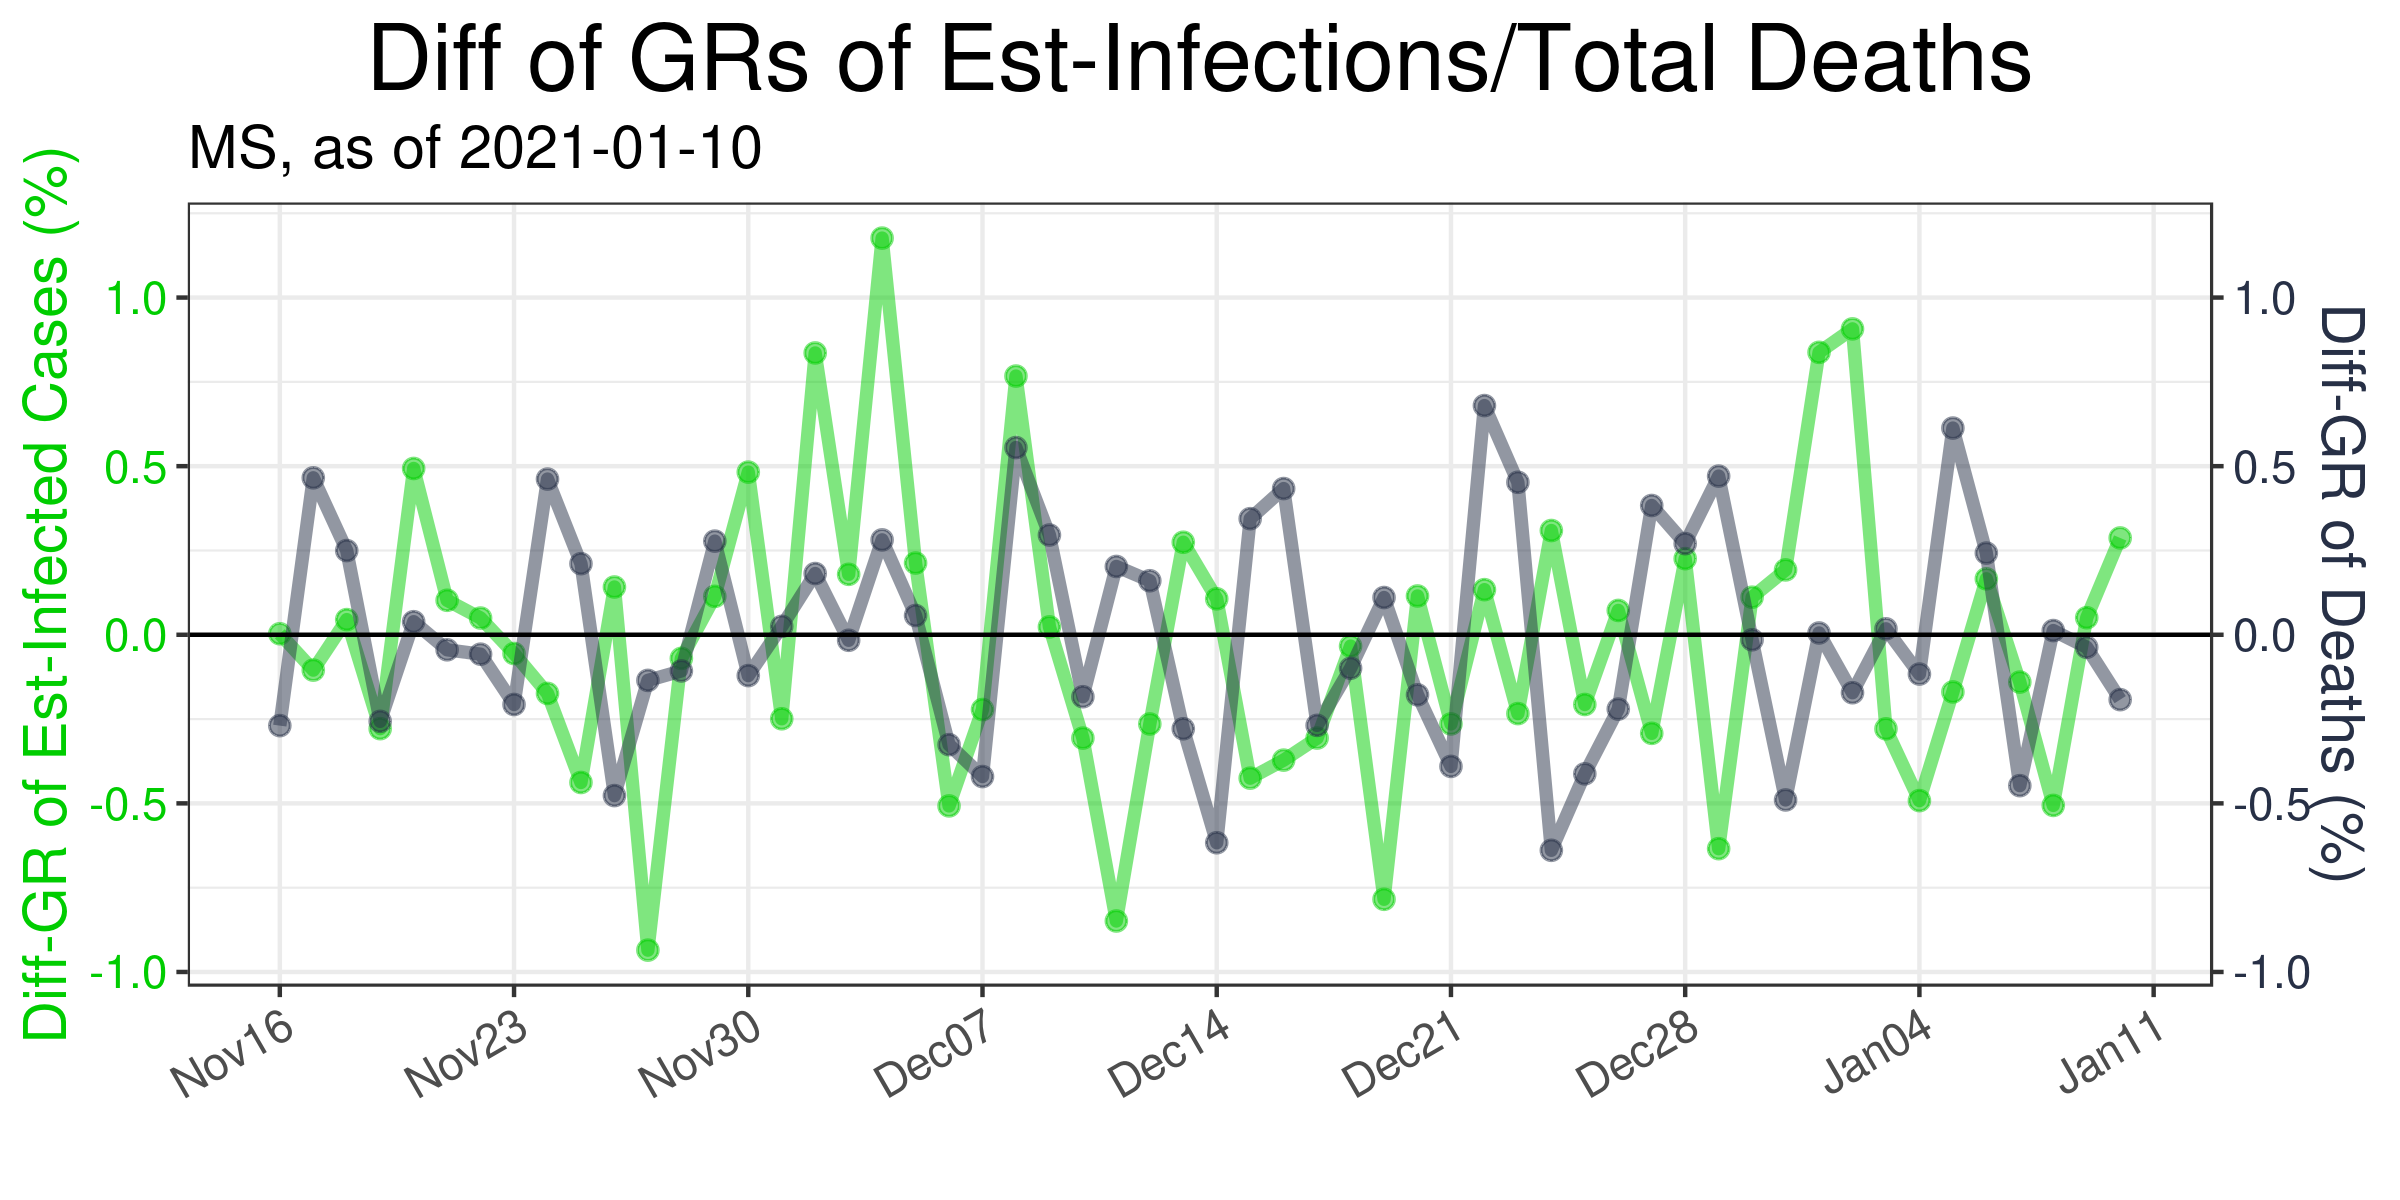 Diff of GRs of Est-Infections/Total Deaths
MS, as of 2021-01-10
Diff-GR of Est-Infected Cases (%)
1.0
0.5
0.0
-0.5
-1.0
1.0
0.5
0.0
-0.5
-1.0
Diff-GR of Deaths (%)
Nov16
Nov23
Nov30
Dec07
Dec14
Dec21
Dec28
Jan04
Jan11